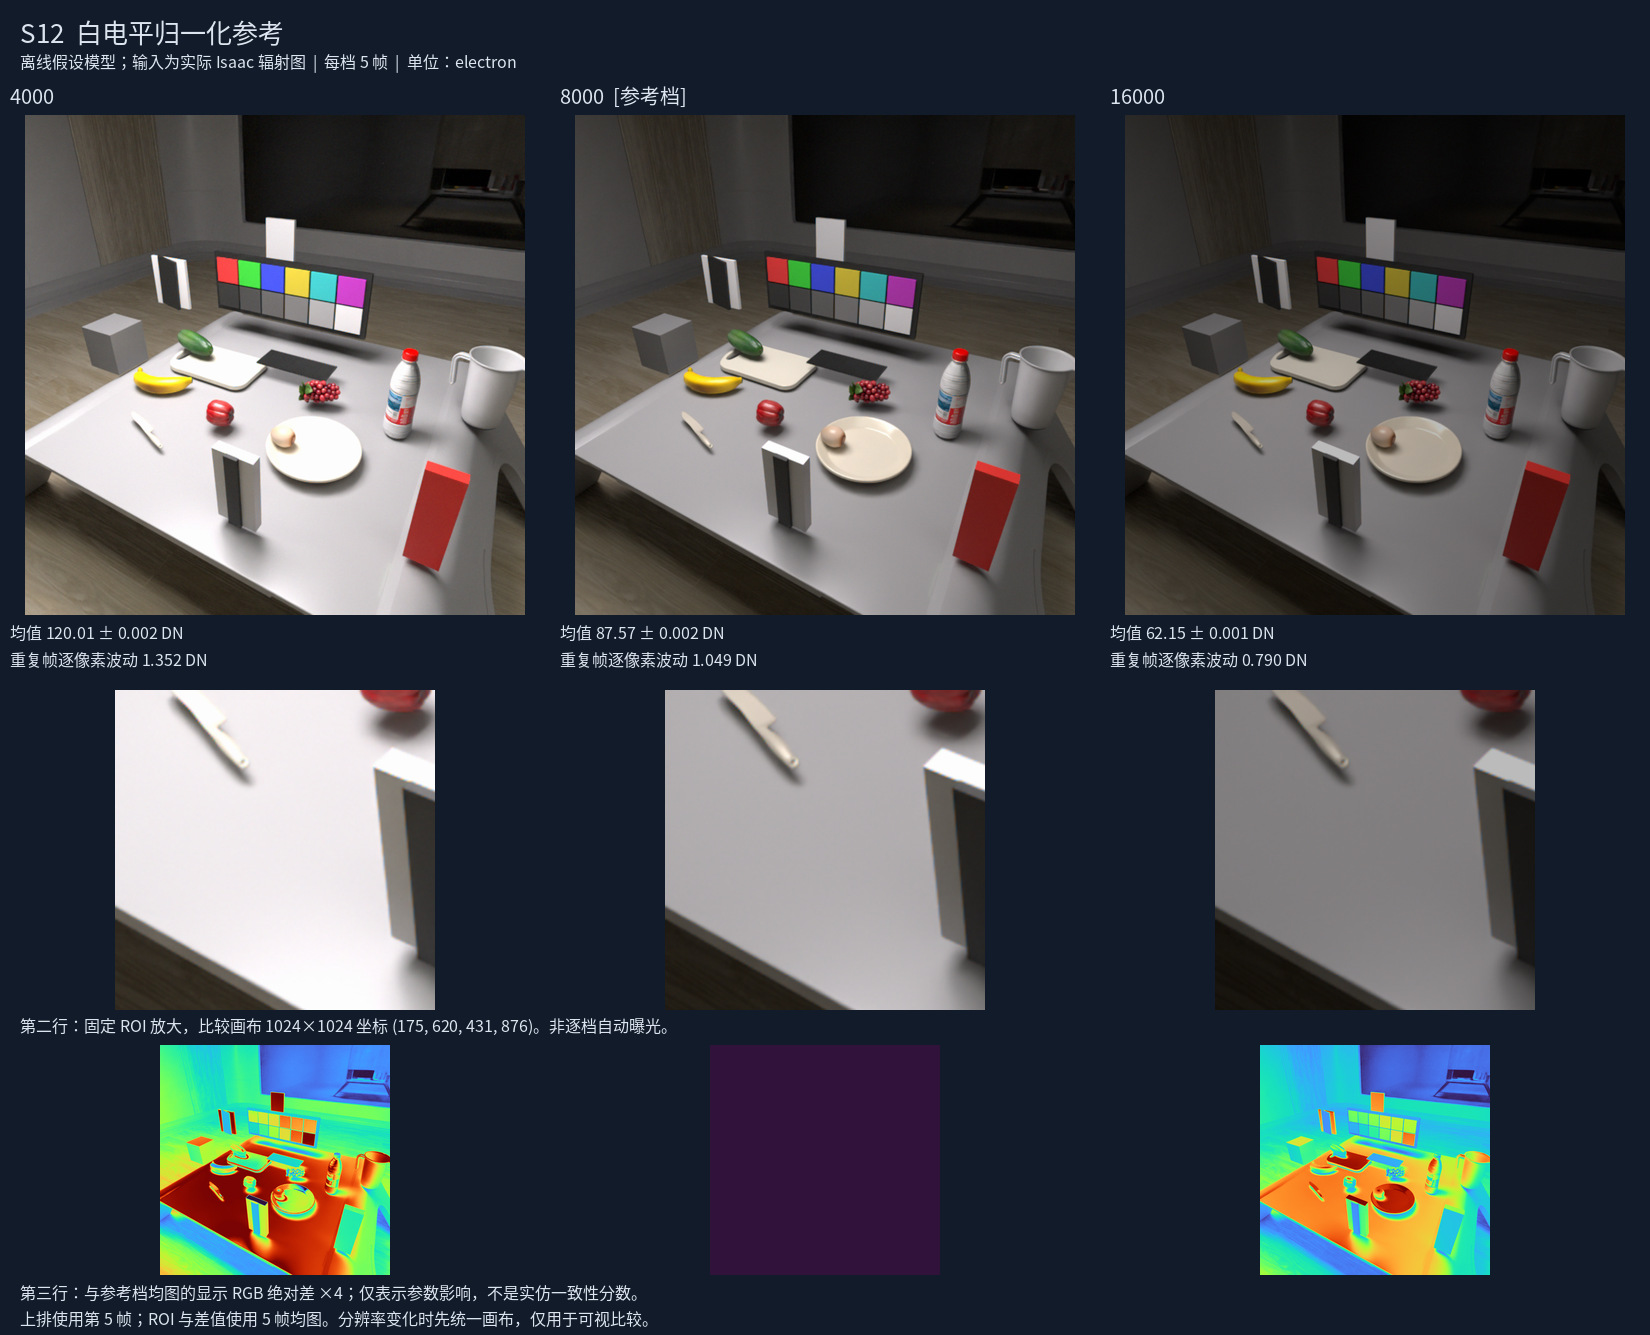 S12 白电平归一化参考
离线假设模型；输入为实际 Isaac 辐射图 | 每档 5 帧 | 单位：electron
4000
8000 [参考档]
16000
均值 120.01 ± 0.002 DN
重复帧逐像素波动 1.352 DN
均值 87.57 ± 0.002 DN
重复帧逐像素波动 1.049 DN
均值 62.15 ± 0.001 DN
重复帧逐像素波动 0.790 DN
第二行：固定 ROI 放大，比较画布 1024×1024 坐标 (175, 620, 431, 876)。非逐档自动曝光。
第三行：与参考档均图的显示 RGB 绝对差 ×4；仅表示参数影响，不是实仿一致性分数。
上排使用第 5 帧；ROI 与差值使用 5 帧均图。分辨率变化时先统一画布，仅用于可视比较。